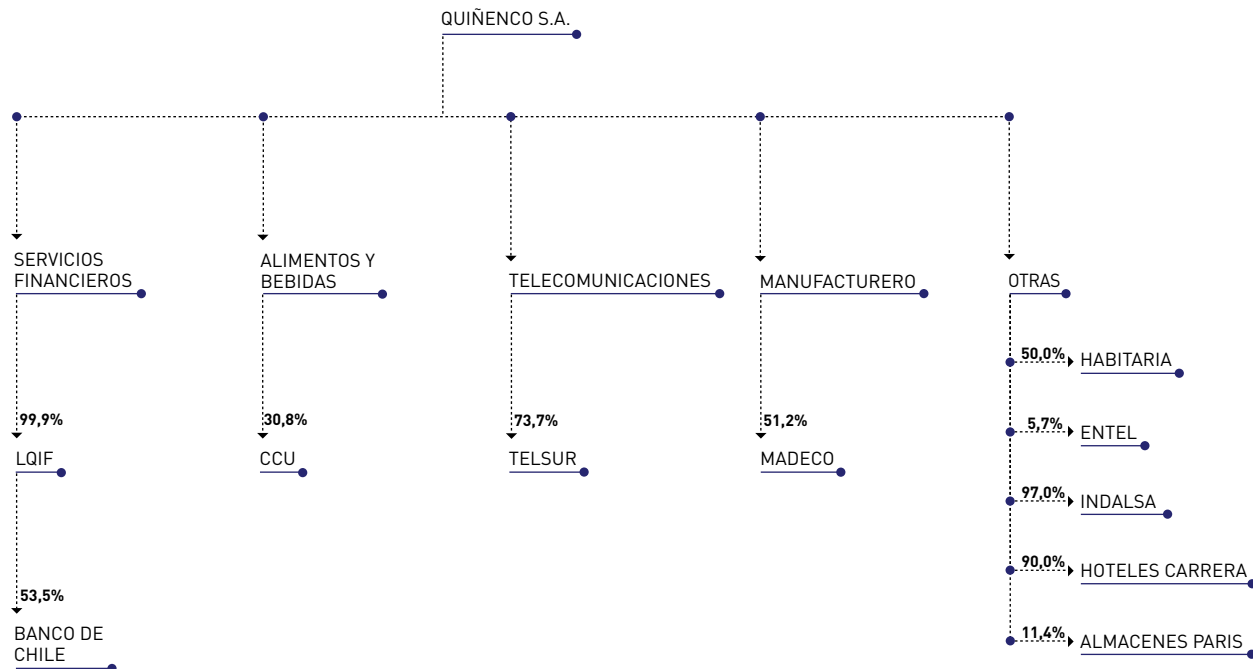 QUIÑENCO S.A.
SERVICIOS
FINANCIEROS
99,9%
LQIF
53,5%
BANCO DE
CHILE
ALIMENTOS Y
BEBIDAS
30,8%
CCU
TELECOMUNICACIONES
73,7%
TELSUR
MANUFACTURERO
51,2%
MADECO
OTRAS
50,0% HABITARIA
5,7% ENTEL
97,0% INDALSA
90,0% HOTELES CARRERA
11,4% ALMACENES PARIS